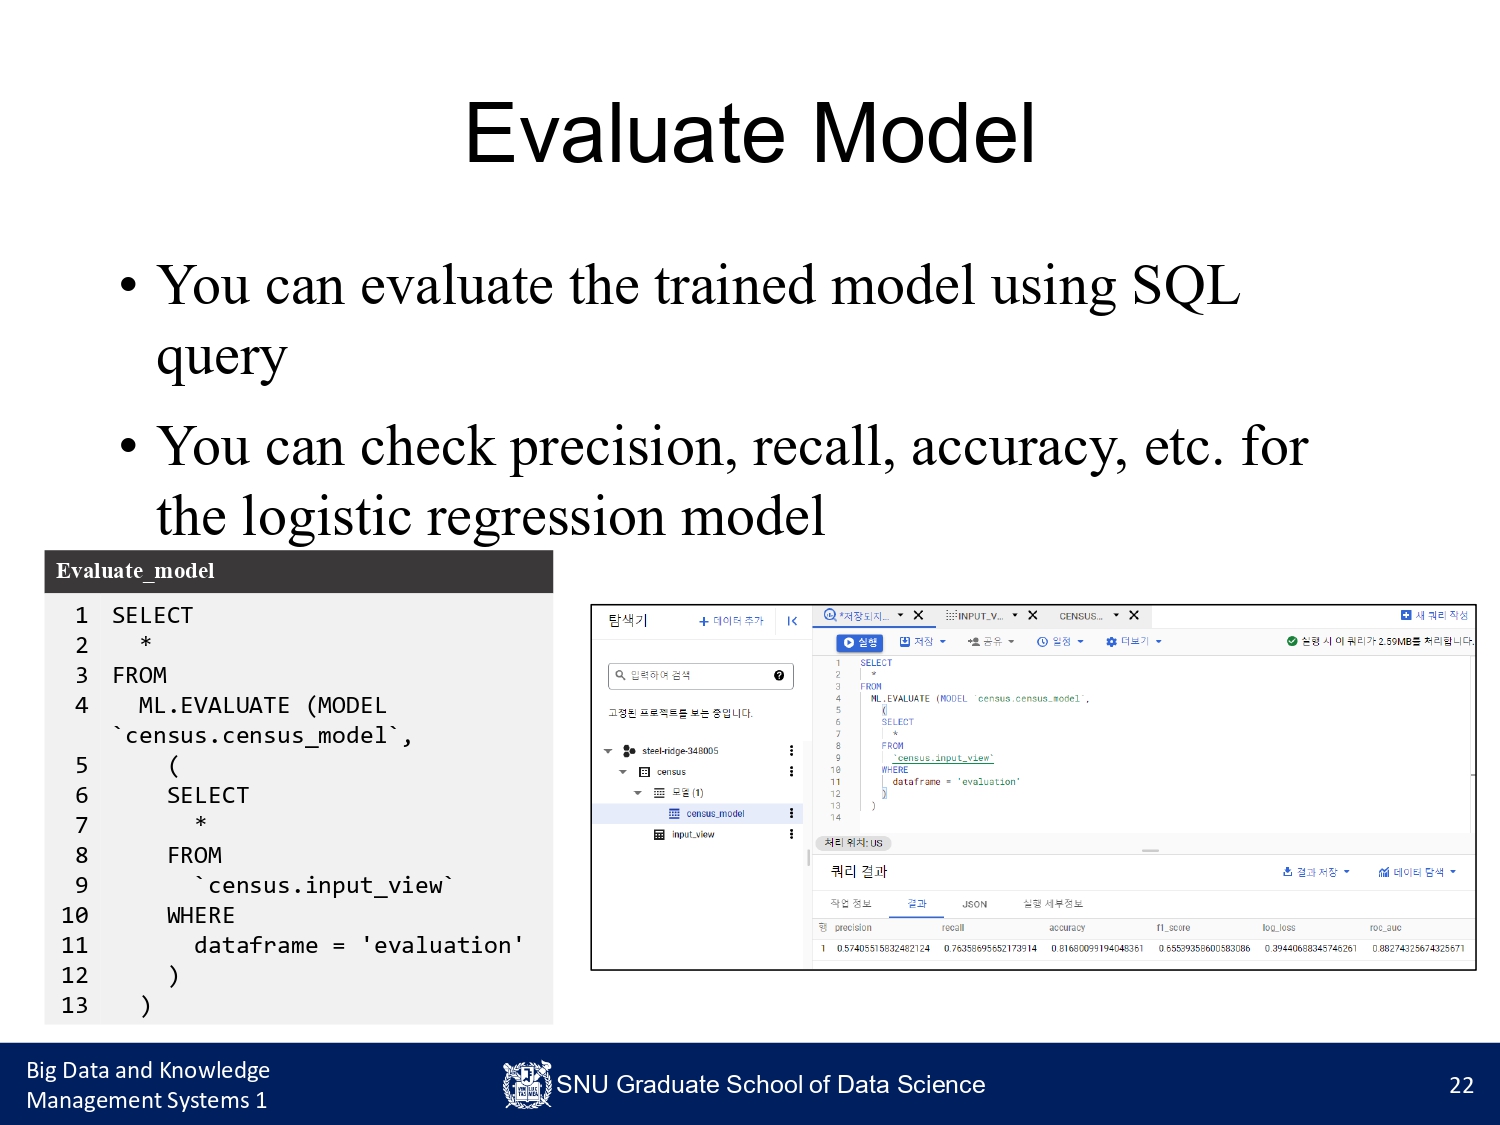 Evaluate Model
• You can evaluate the trained model using SQL
query
• You can check precision, recall, accuracy, etc. for
the logistic regression model
Evaluate_model
1 SELECT
2 *
3 FROM
4 ML.EVALUATE (MODEL
`census.census_model`,
5 (
6 SELECT
7 *
8 FROM
9 `census.input_view`
10 WHERE
11 dataframe = 'evaluation'
12 )
13 )
탐색기 + 데이터 추가
입력하여 검색
고정된 프로젝트를 보는 중입니다.
steel-ridge-348005
census
모델 (1)
census_model
input_view
*저장되지... INPUT_V... CENSUS... 새 쿼리 작성
실행 저장 공유 일정 더보기 실행 시 이 쿼리가 2.59MB를 처리합니다.
1 SELECT
2 *
3 FROM
4 ML.EVALUATE (MODEL `census.census_model`,
5 (
6 SELECT
7 *
8 FROM
9 `census.input_view`
10 WHERE
11 dataframe = 'evaluation'
12 )
13 )
14
처리 위치: US
쿼리 결과 결과 저장 데이터 탐색
작업 정보 결과 JSON 실행 세부정보
행 precision recall accuracy f1_score log_loss roc_auc
1 0.57405515832482124 0.76358695652173914 0.81680099194048361 0.65539358600583086 0.39440688345746261 0.88274325674325671
Big Data and Knowledge
Management Systems 1
SNU Graduate School of Data Science
22